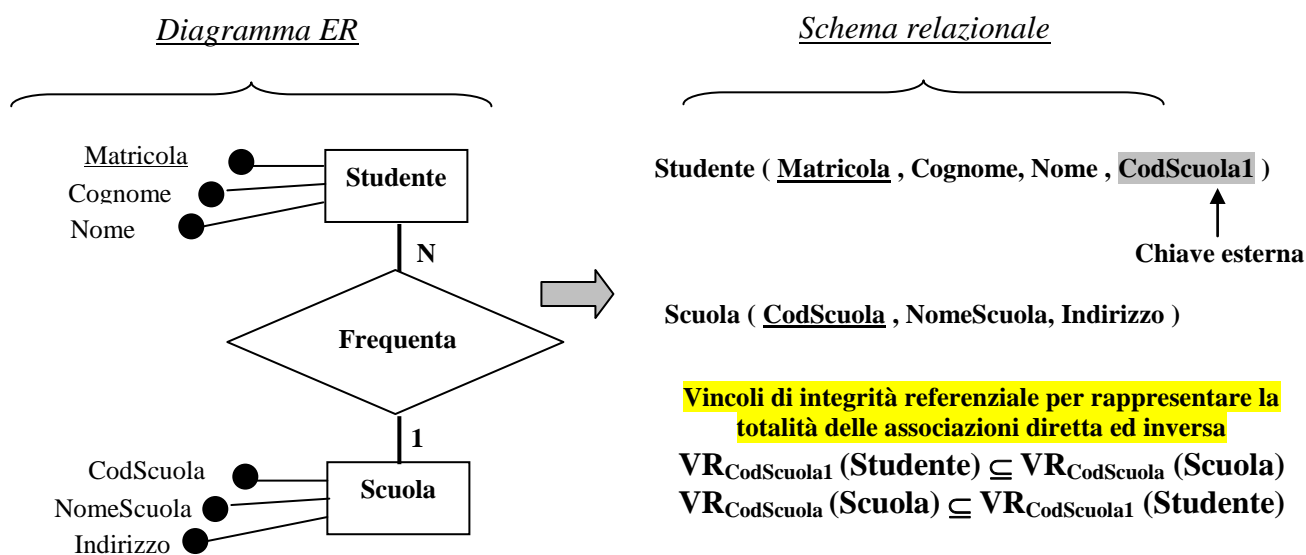 Diagramma ER
Schema relazionale
Matricola
Cognome
Nome
Studente
N
Frequenta
1
CodScuola
NomeScuola
Indirizzo
Scuola
Studente ( Matricola , Cognome, Nome , CodScuola1 )
Chiave esterna
Scuola ( CodScuola , NomeScuola, Indirizzo )
Vincoli di integrità referenziale per rappresentare la
totalità delle associazioni diretta ed inversa
VRCodScuola1 (Studente) ⊆ VRCodScuola (Scuola)
VRCodScuola (Scuola) ⊆ VRCodScuola1 (Studente)